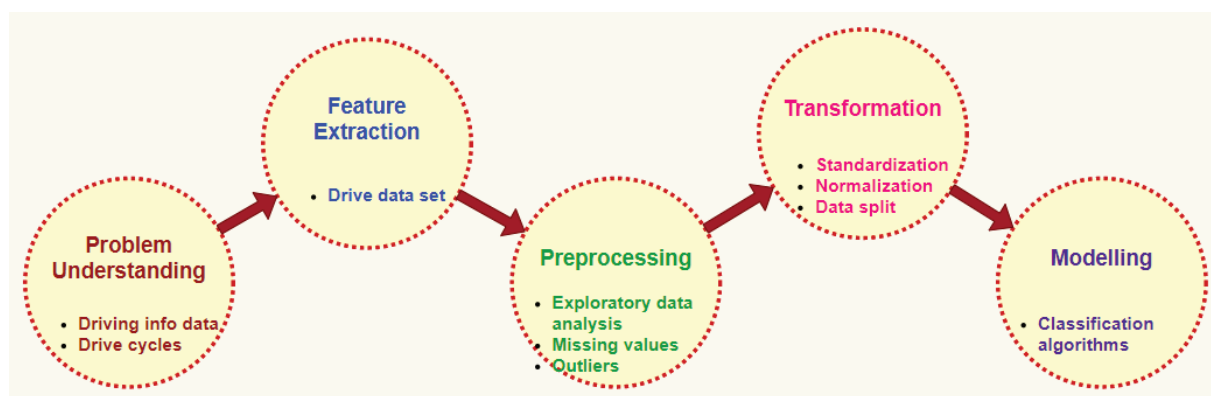 Problem
Understanding
• Driving info data
• Drive cycles
Feature
Extraction
• Drive data set
Preprocessing
• Exploratory data
analysis
• Missing values
• Outliers
Transformation
• Standardization
• Normalization
• Data split
Modelling
• Classification
algorithms